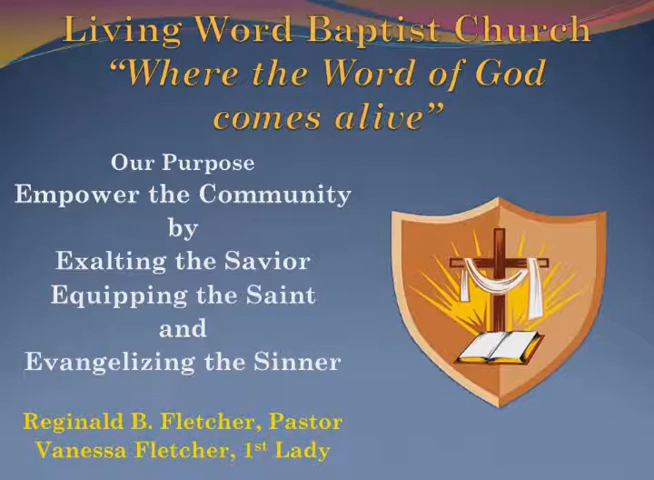 Living Word Baptist Church
“Where the Word of God
comes alive”
Our Purpose
Empower the Community
by
Exalting the Savior
Equipping the Saint
and
Evangelizing the Sinner
Reginald B. Fletcher, Pastor
Vanessa Fletcher, 1st Lady